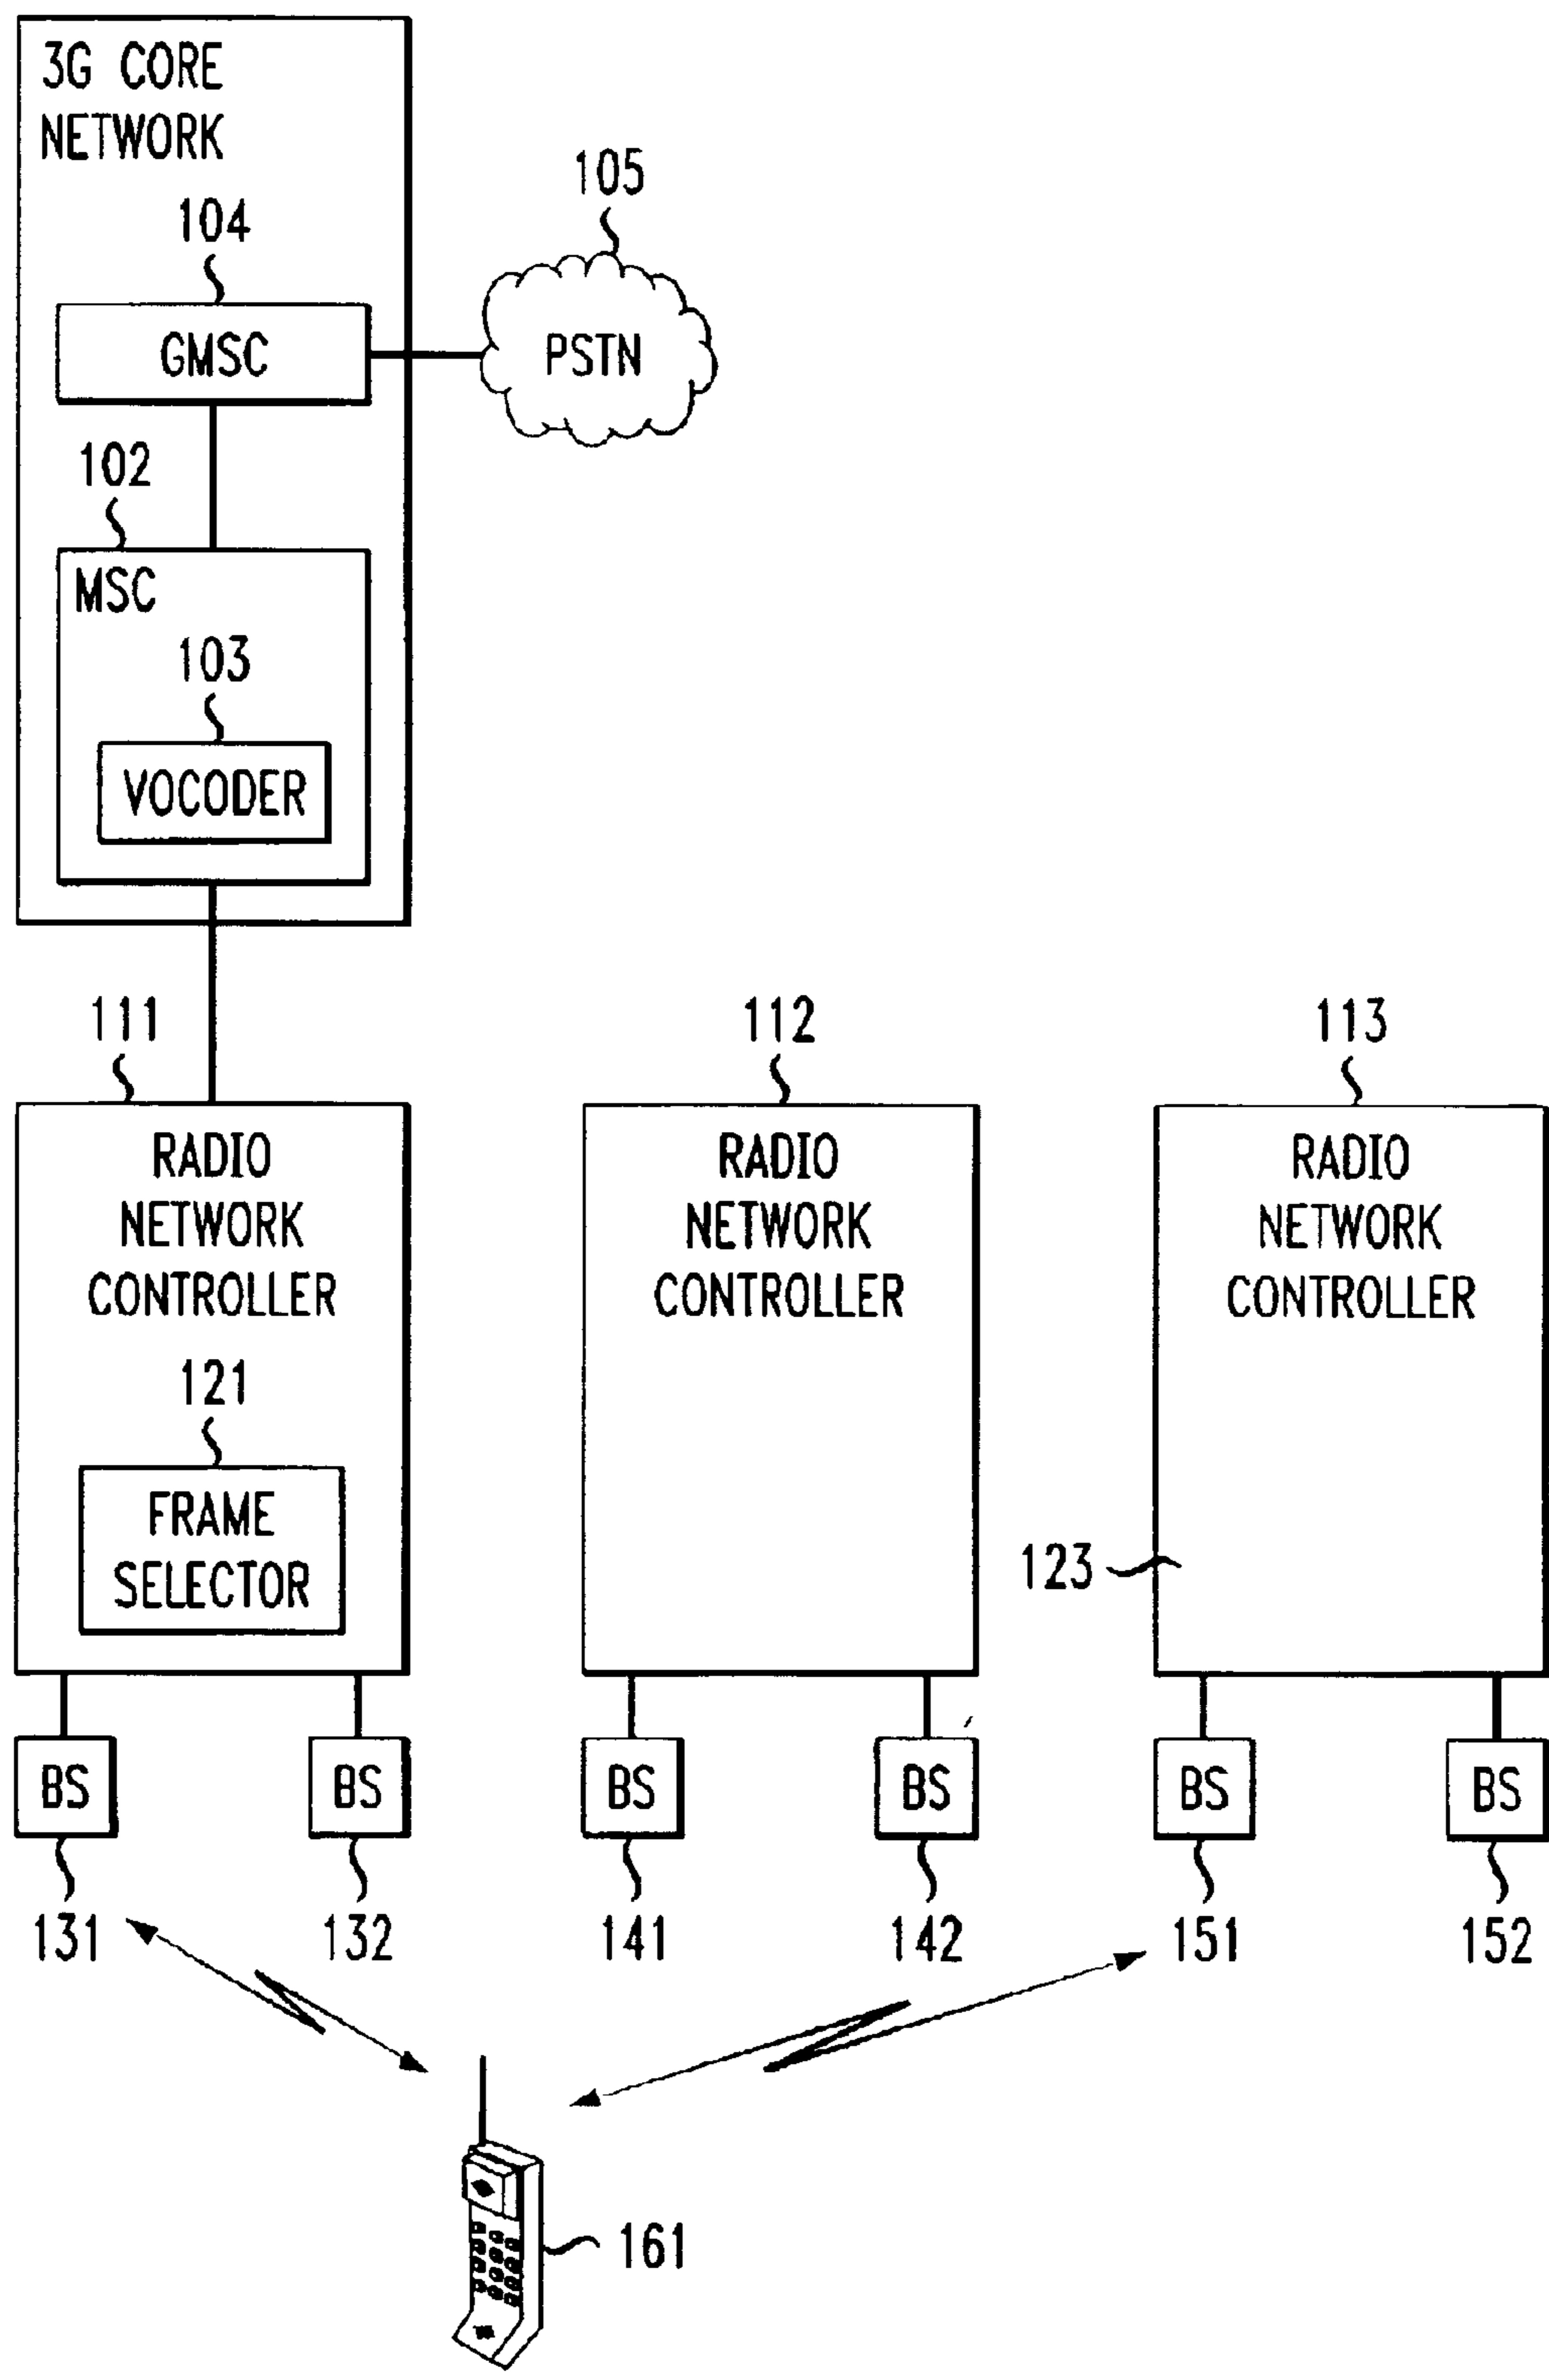 3G CORE
NETWORK
105
104
GMSC
PSTN
102
MSC
103
VOCODER
111
112
113
RADIO
NETWORK
CONTROLLER
RADIO
NETWORK
CONTROLLER
RADIO
NETWORK
CONTROLLER
121
FRAME
SELECTOR
123
BS
BS
BS
BS
BS
BS
131
132
141
142
151
152
161